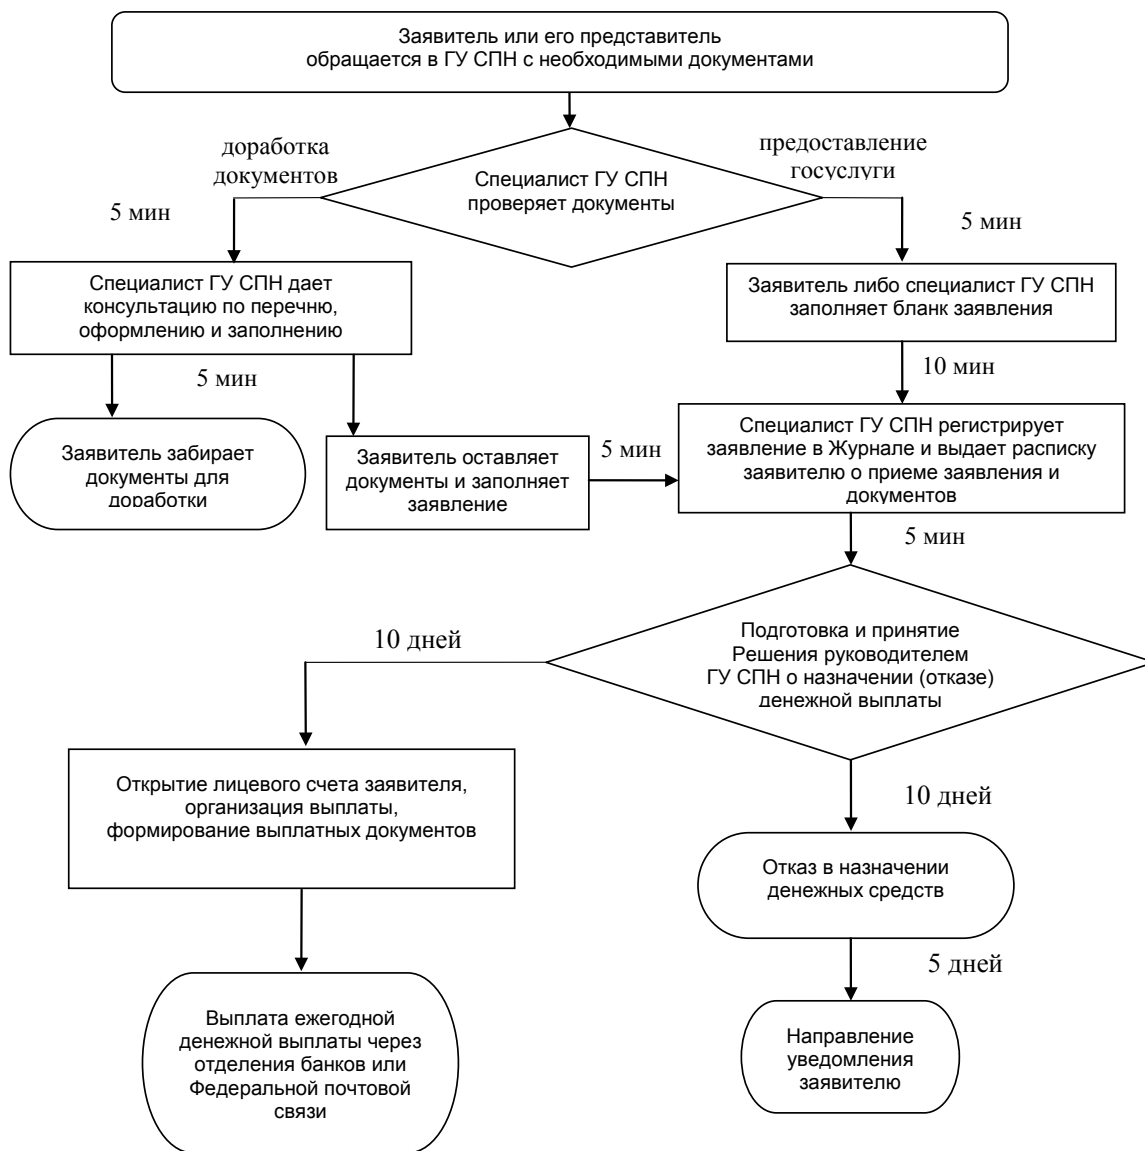 Заявитель или его представитель
обращается в ГУ СПН с необходимыми документами
доработка
документов
предоставление
госуслуги
Специалист ГУ СПН
проверяет документы
5 мин
5 мин
Специалист ГУ СПН дает
консультацию по перечню,
оформлению и заполнению
Заявитель либо специалист ГУ СПН
заполняет бланк заявления
5 мин
10 мин
Заявитель забирает
документы для
доработки
Заявитель оставляет
документы и заполняет
заявление
5 мин
Специалист ГУ СПН регистрирует
заявление в Журнале и выдает расписку
заявителю о приеме заявления и
документов
5 мин
10 дней
Подготовка и принятие
Решения руководителем
ГУ СПН о назначении (отказе)
денежной выплаты
Открытие лицевого счета заявителя,
организация выплаты,
формирование выплатных документов
10 дней
Отказ в назначении
денежных средств
5 дней
Выплата ежегодной
денежной выплаты через
отделения банков или
Федеральной почтовой
связи
Направление
уведомления
заявителю